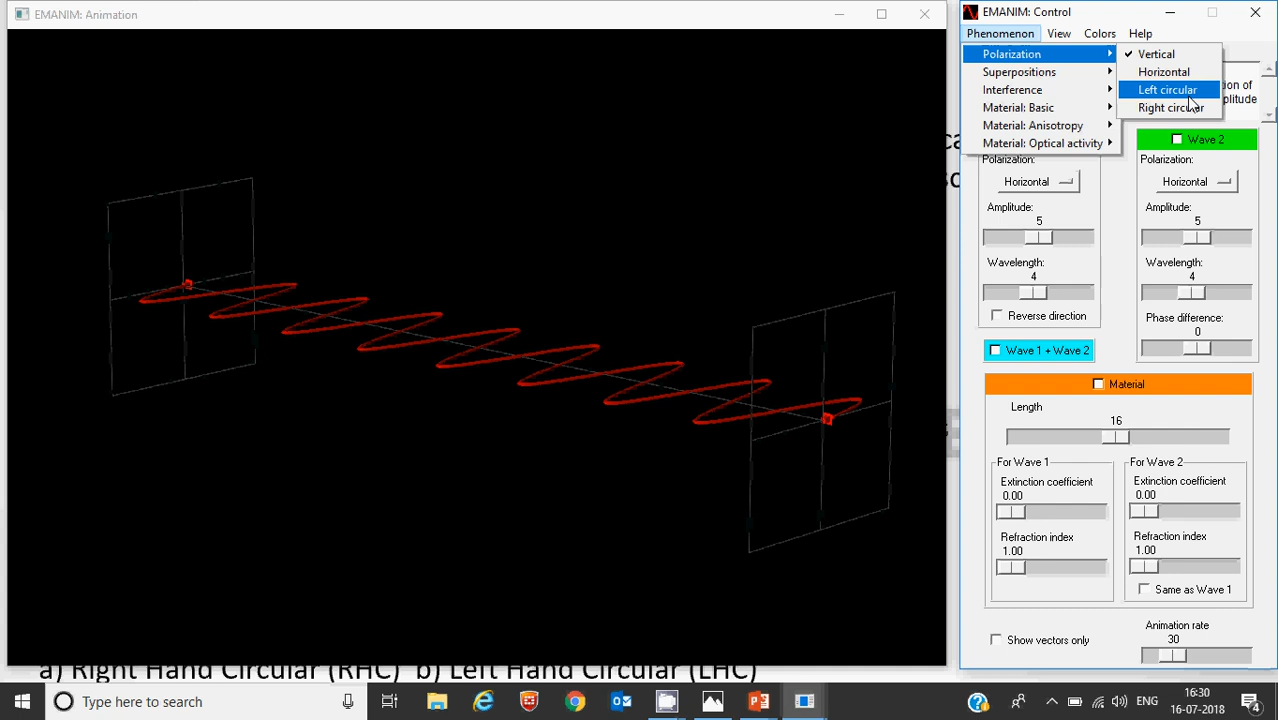 EMANIM: Animation
EMANIM: Control
Phenomenon View Colors Help
Polarization
Superpositions
Interference
Material: Basic
Material: Anisotropy
Material: Optical activity
Vertical
Horizontal
Left circular
Right circular
ion of
plitude
Polarization:
Horizontal
Amplitude:
5
Wavelength:
4
Reverse direction
Wave 2
Polarization:
Horizontal
Amplitude:
5
Wavelength:
4
Phase difference:
0
Wave 1 + Wave 2
Material
Length
16
For Wave 1
Extinction coefficient
0.00
Refraction index
1.00
For Wave 2
Extinction coefficient
0.00
Refraction index
1.00
Same as Wave 1
Show vectors only
Animation rate
30
a) Right Hand Circular (RHC) b) Left Hand Circular (LHC)
Type here to search
ENG
16:30
16-07-2018
4